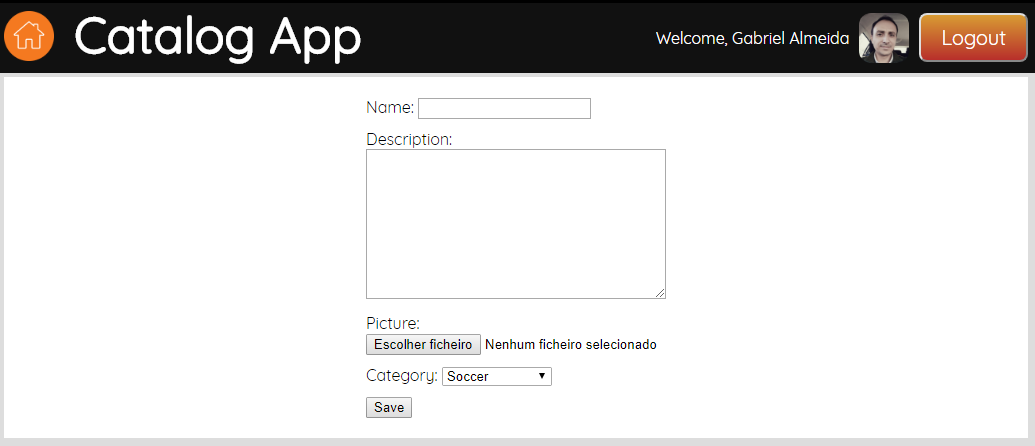 Catalog App
Welcome, Gabriel Almeida
Logout
Name:
Description:
Picture:
Escolher ficheiro Nenhum ficheiro selecionado
Category: Soccer
Save